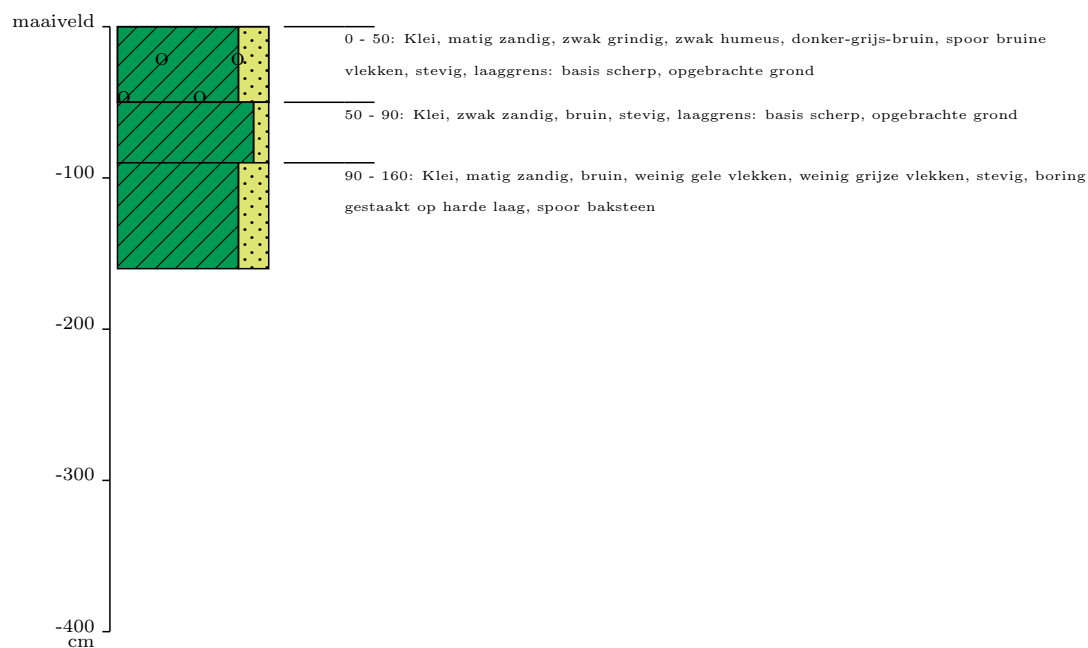 maaiveld
0 - 50: Klei, matig zandig, zwak grindig, zwak humeus, donker-grijs-bruin, spoor bruine
vlekken, stevig, laaggrens: basis scherp, opgebrachte grond
50 - 90: Klei, zwak zandig, bruin, stevig, laaggrens: basis scherp, opgebrachte grond
-100
90 - 160: Klei, matig zandig, bruin, weinig gele vlekken, weinig grijze vlekken, stevig, boring
gestaakt op harde laag, spoor baksteen
-200
-300
-400
cm